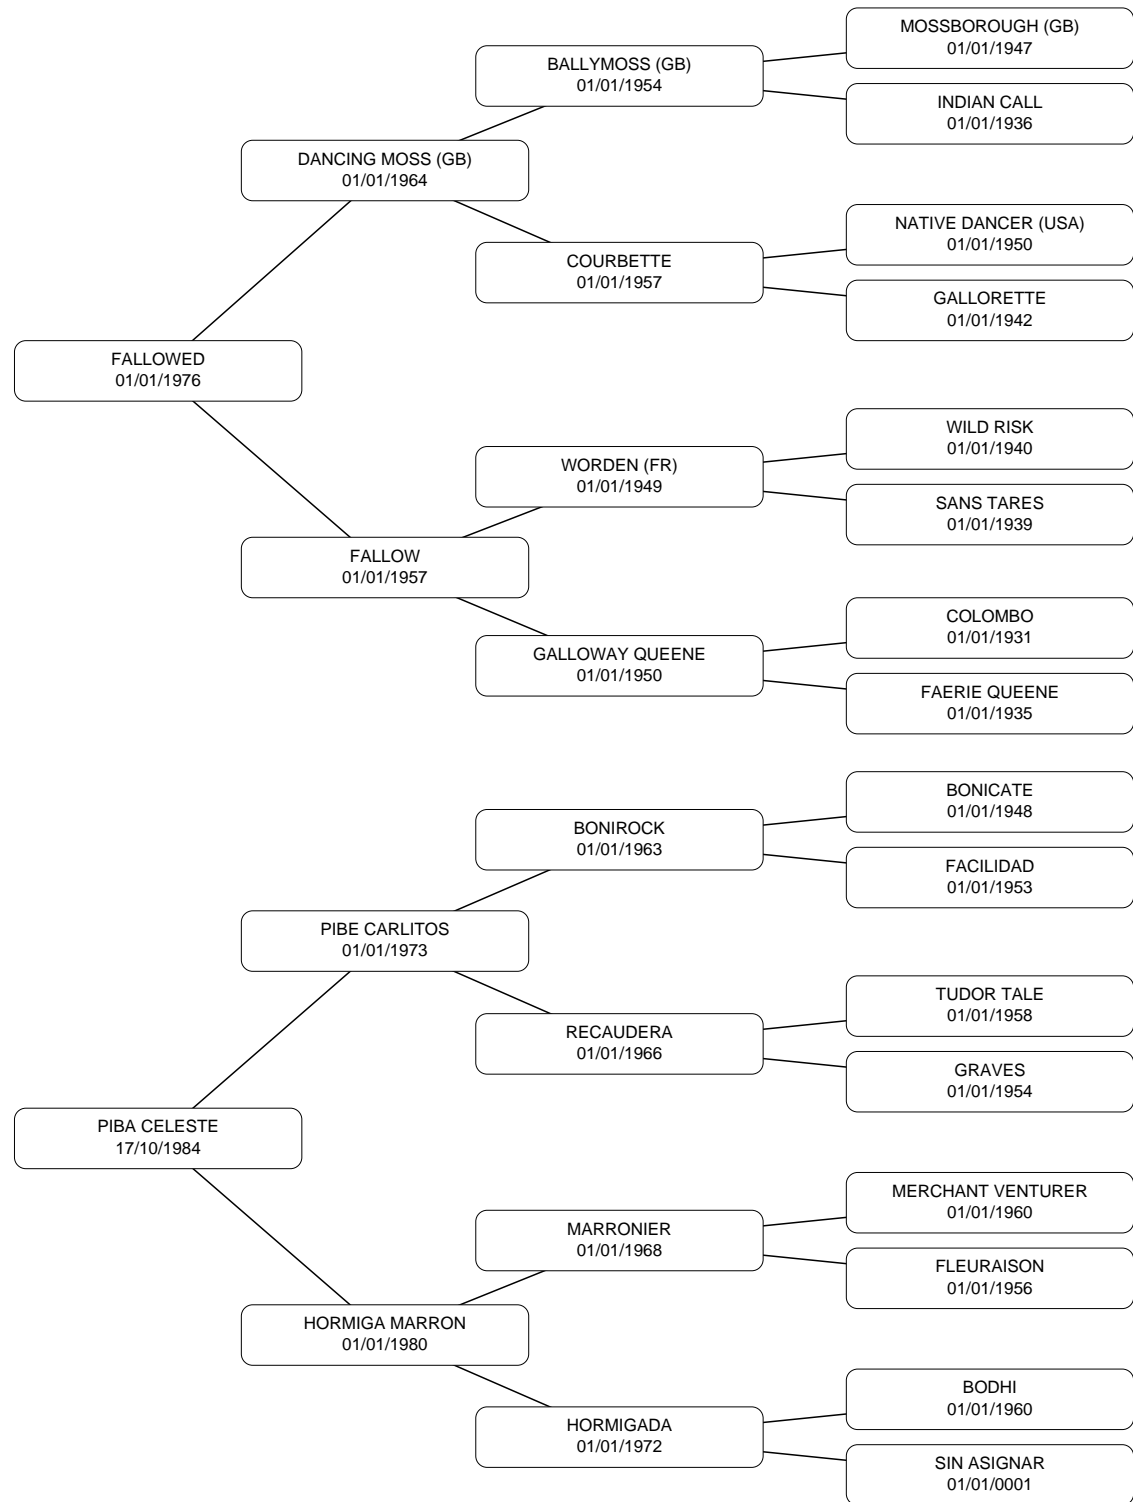 MOSSBOROUGH (GB)
01/01/1947
BALLYMOSS (GB)
01/01/1954
INDIAN CALL
01/01/1936
DANCING MOSS (GB)
01/01/1964
NATIVE DANCER (USA)
01/01/1950
COURBETTE
01/01/1957
GALLORETTE
01/01/1942
FALLOWED
01/01/1976
WILD RISK
01/01/1940
WORDEN (FR)
01/01/1949
SANS TARES
01/01/1939
FALLOW
01/01/1957
COLOMBO
01/01/1931
GALLOWAY QUEENE
01/01/1950
FAERIE QUEENE
01/01/1935
BONICATE
01/01/1948
BONIROCK
01/01/1963
FACILIDAD
01/01/1953
PIBE CARLITOS
01/01/1973
TUDOR TALE
01/01/1958
RECAUDERA
01/01/1966
GRAVES
01/01/1954
PIBA CELESTE
17/10/1984
MERCHANT VENTURER
01/01/1960
MARRONIER
01/01/1968
FLEURAISON
01/01/1956
HORMIGA MARRON
01/01/1980
BODHI
01/01/1960
HORMIGADA
01/01/1972
SIN ASIGNAR
01/01/0001